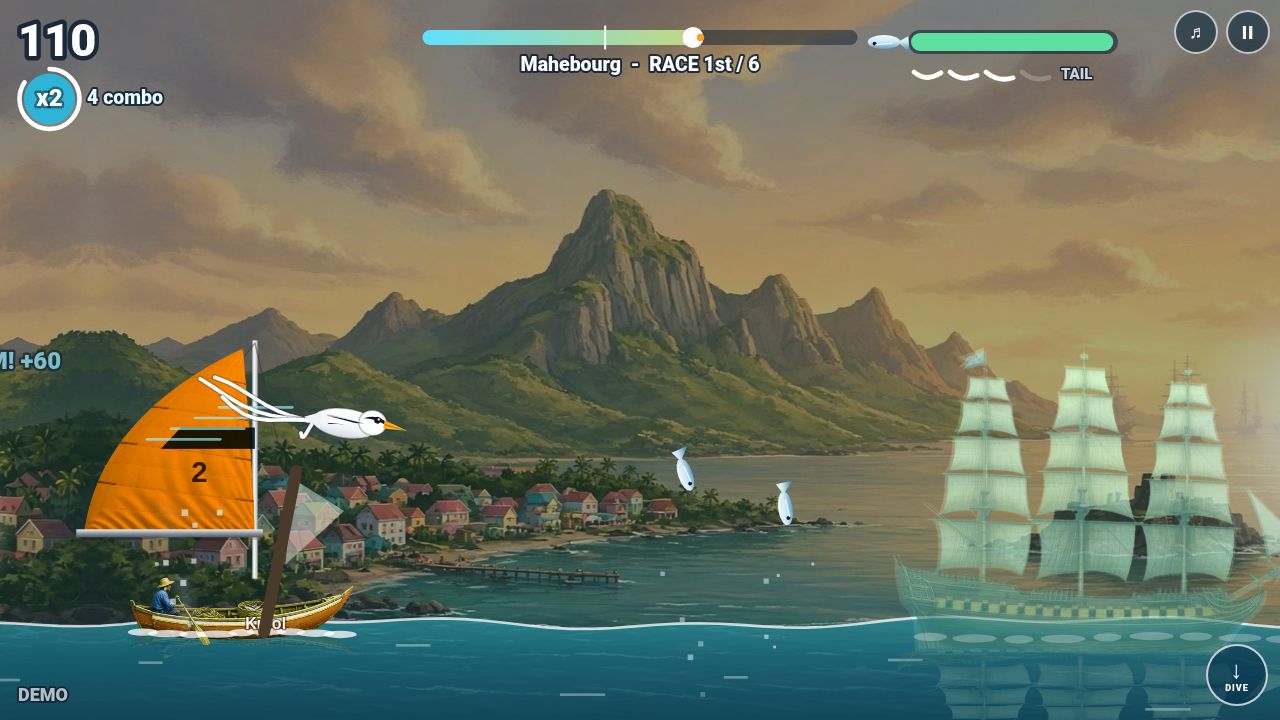 110
x2 4 combo
Mahebourg - RACE 1st / 6
TAIL
! +60
2
DEMO
DIVE